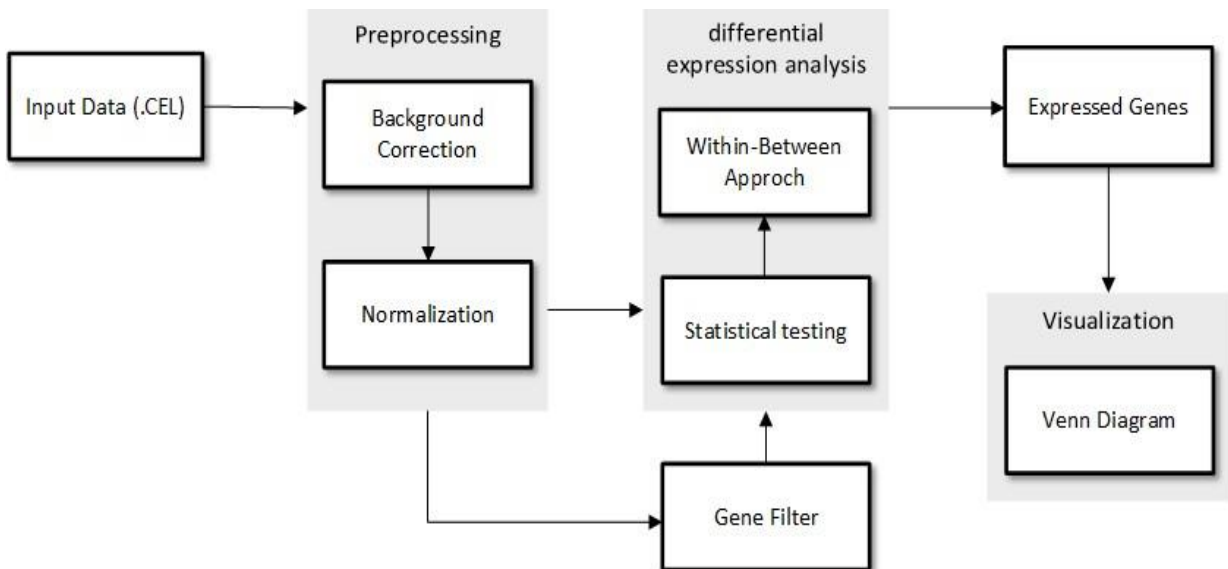 Input Data (.CEL)
Preprocessing
Background
Correction
Normalization
differential
expression analysis
Within-Between
Approch
Statistical testing
Gene Filter
Expressed Genes
Visualization
Venn Diagram